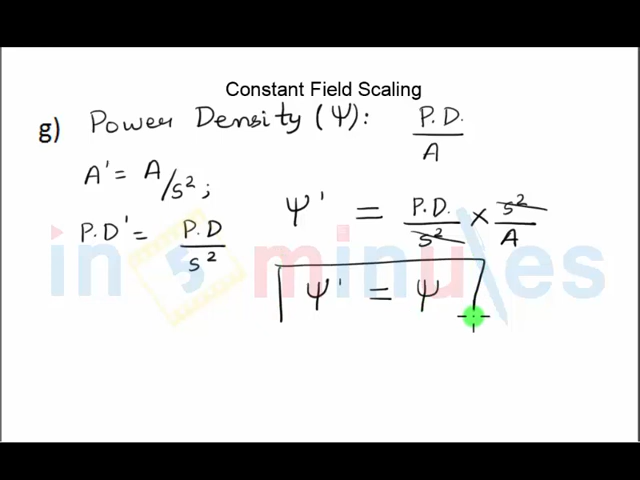 Constant Field Scaling
g) Power Density (Ψ): P.D. / A
A' = A/s²;
Ψ' = P.D./s² × s²/A
P.D' = P.D / s²
in 5 minutes
Ψ' = Ψ